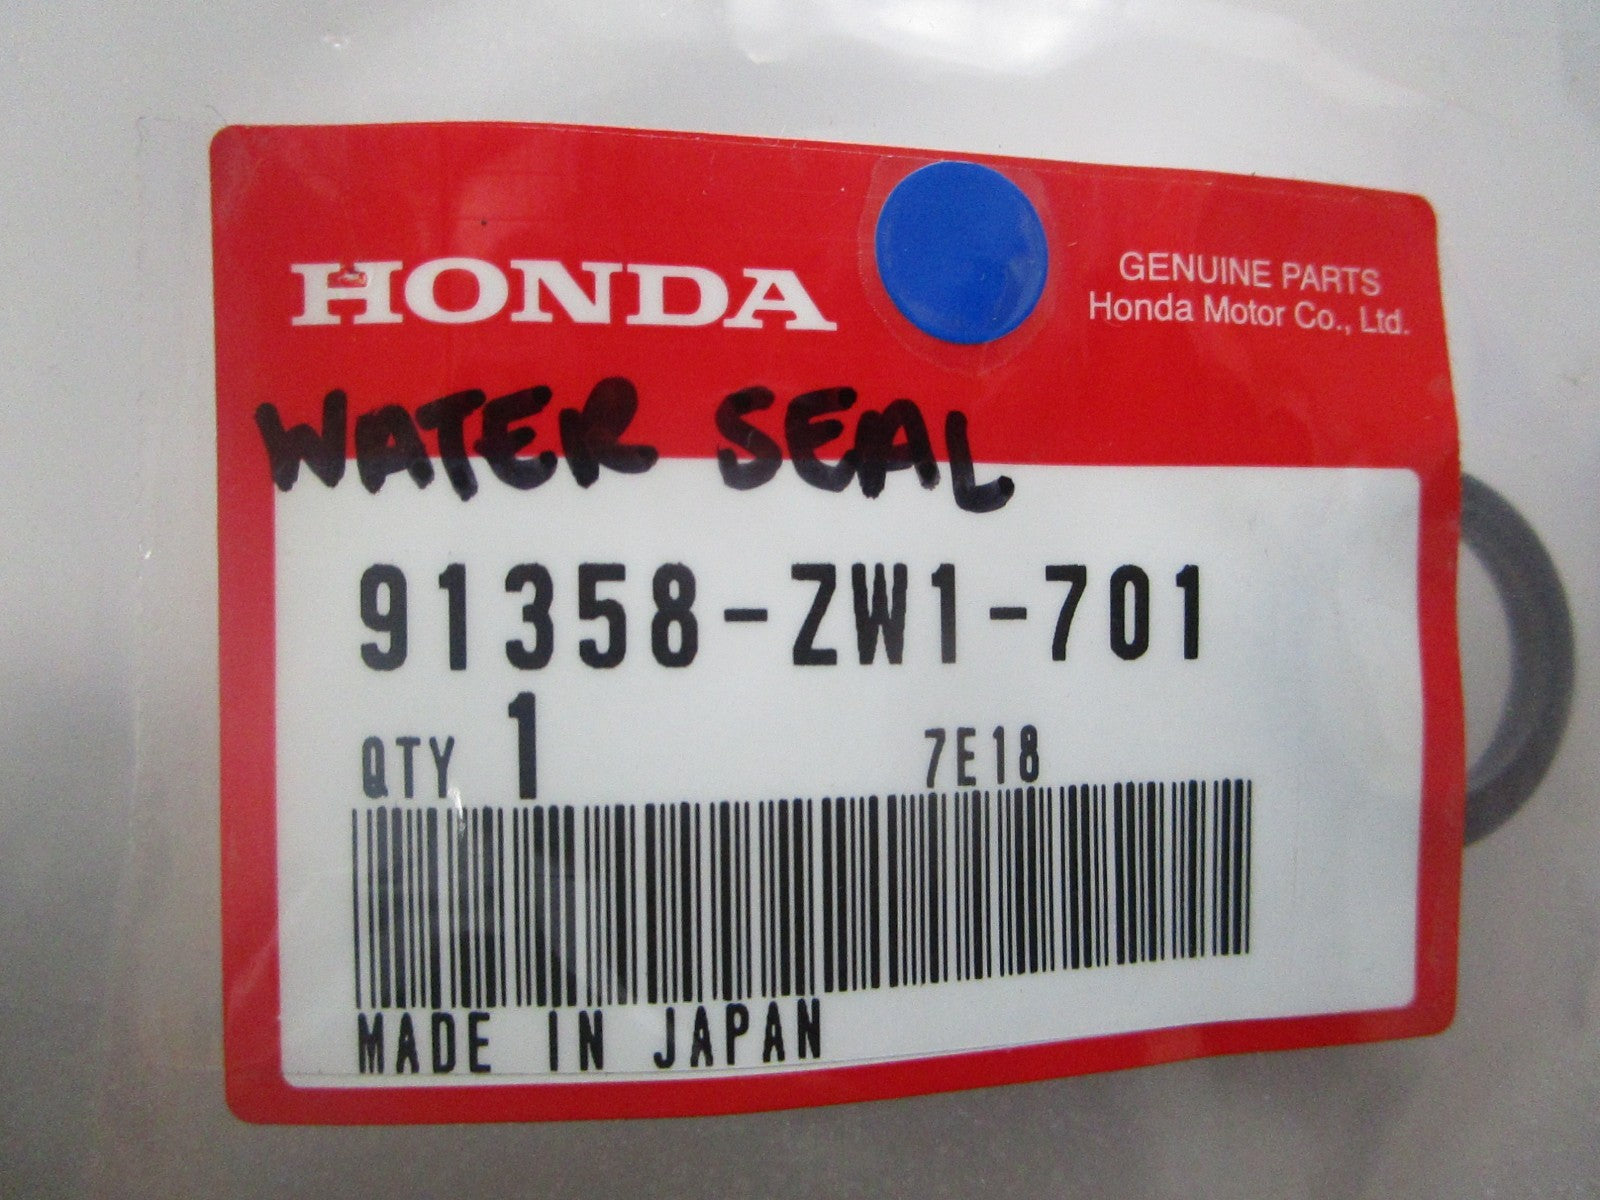 HONDA
GENUINE PARTS
Honda Motor Co., Ltd.
WATER SEAL
91358-ZW1-701
QTY 1 7E18
MADE IN JAPAN